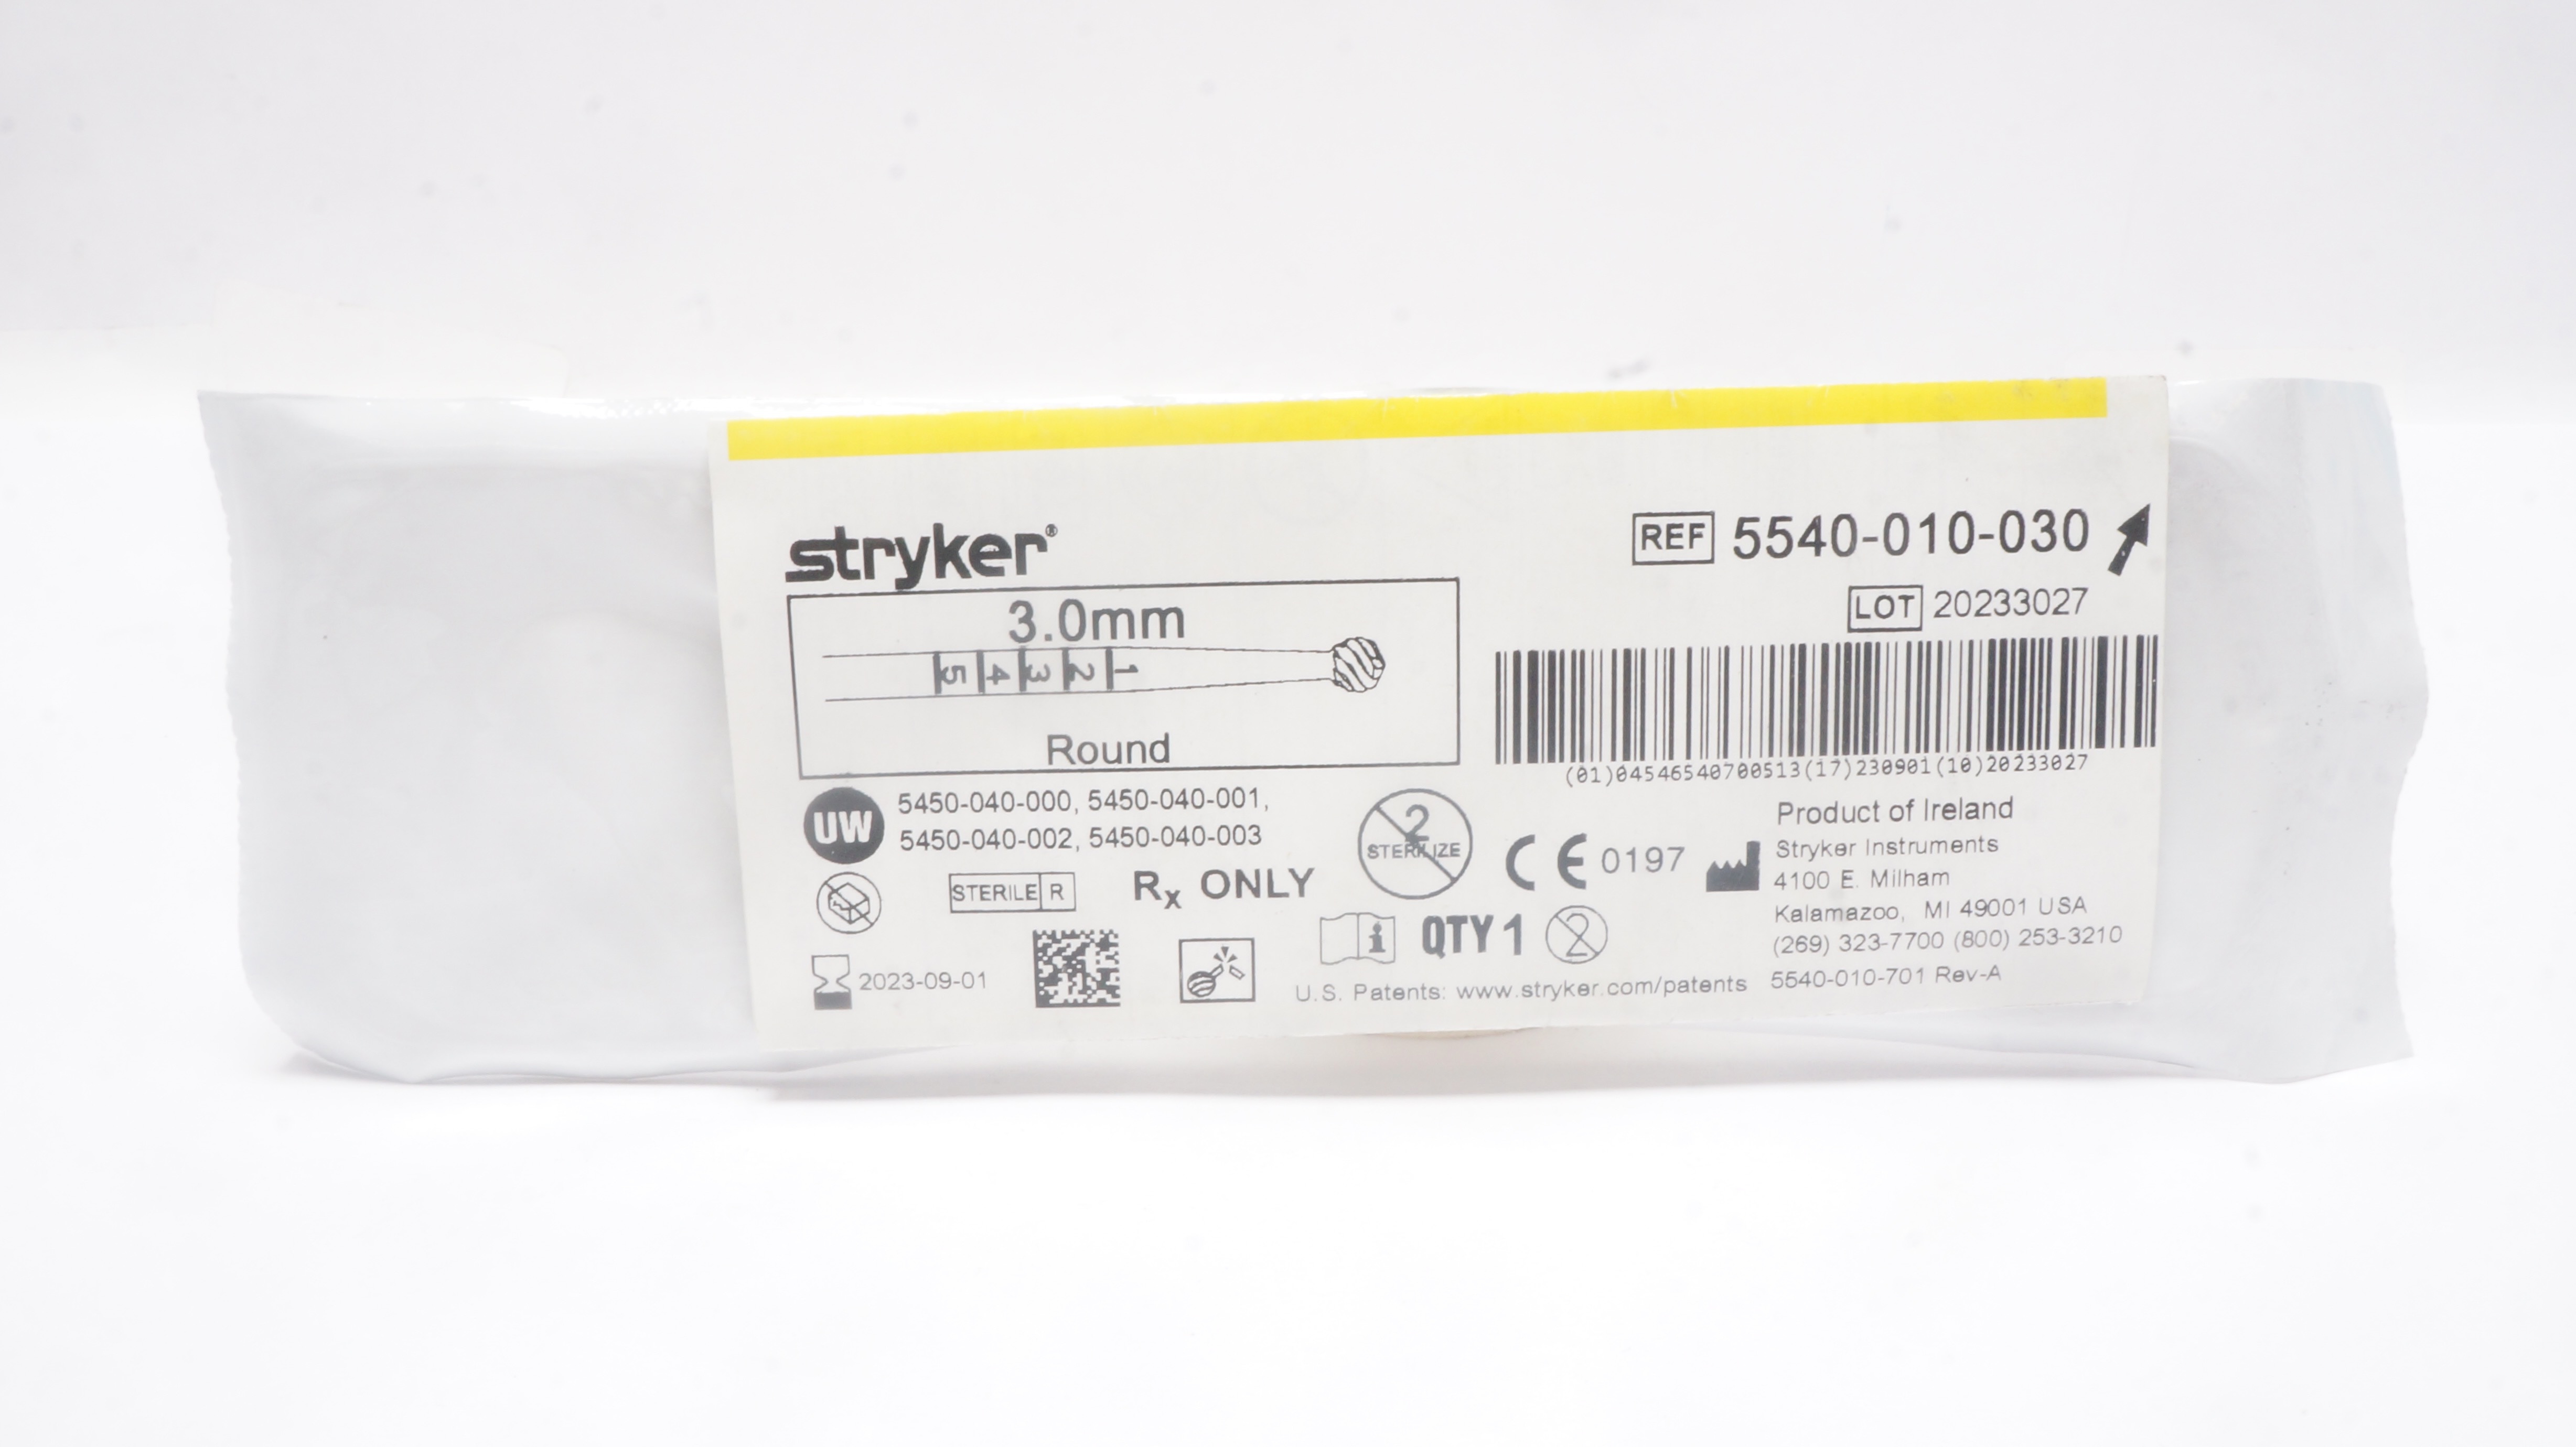 stryker®
REF 5540-010-030
LOT 20233027
3.0mm
5 4 3 2 1
Round
(01)04546540700513(17)230901(10)20233027
UW
5450-040-000, 5450-040-001,
5450-040-002, 5450-040-003
2
STERILIZE
CE 0197
Product of Ireland
Stryker Instruments
4100 E. Milham
Kalamazoo, MI 49001 USA
(269) 323-7700 (800) 253-3210
STERILE R
Rx ONLY
i
QTY 1
2
2023-09-01
U.S. Patents: www.stryker.com/patents
5540-010-701 Rev-A